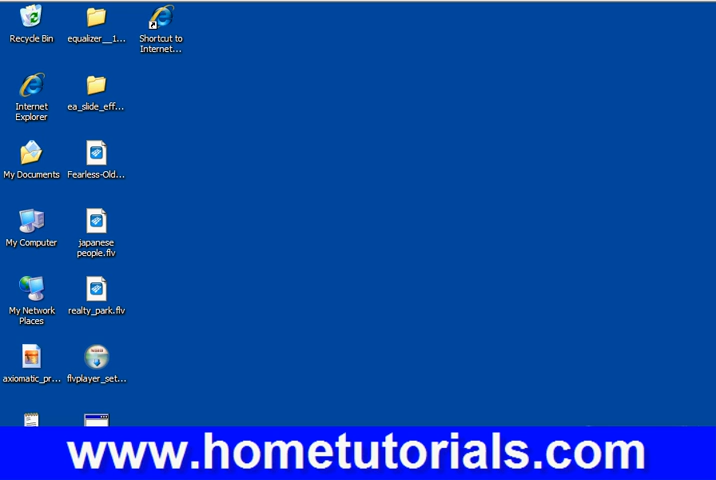 Recycle Bin
equalizer__1...
Shortcut to
Internet...
Internet
Explorer
ea_slide_eff...
My Documents
Fearless-Old...
My Computer
japanese
people.flv
My Network
Places
realty_park.flv
axiomatic_pr...
flvplayer_set...
www.hometutorials.com